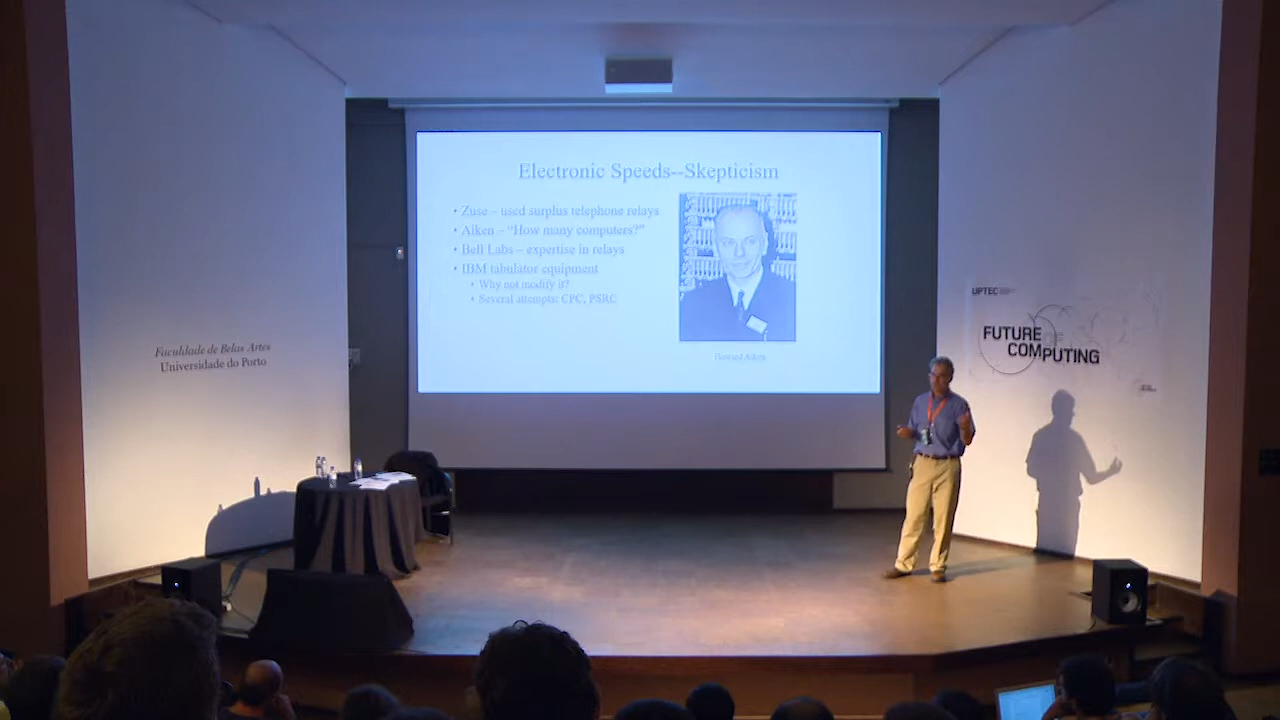 Electronic Speeds--Skepticism
• Zuse – used surplus telephone relays
• Aiken – “How many computers?”
• Bell Labs – expertise in relays
• IBM tabulator equipment
• Why not modify it?
• Several attempts: CPC, PSRC
Howard Aiken
Faculdade de Belas Artes
Universidade do Porto
UPTEC
FUTURE
OF
COMPUTING